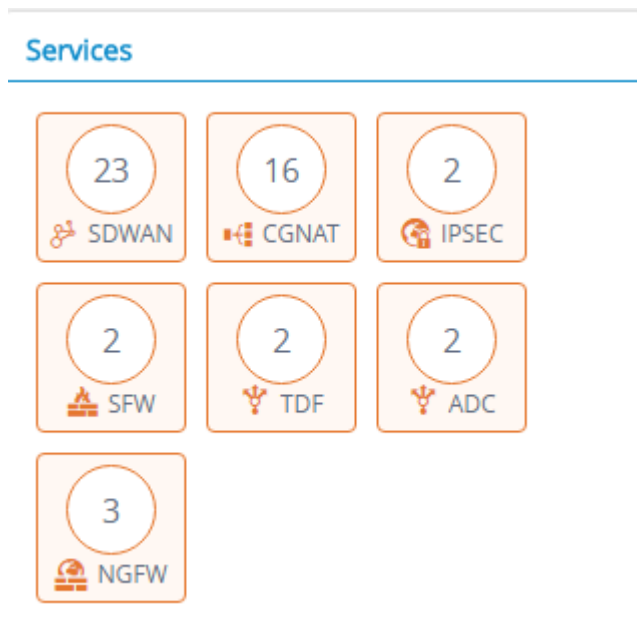 Services
23 16 2
SDWAN CGNAT IPSEC
2 2 2
SFW TDF ADC
3
NGFW